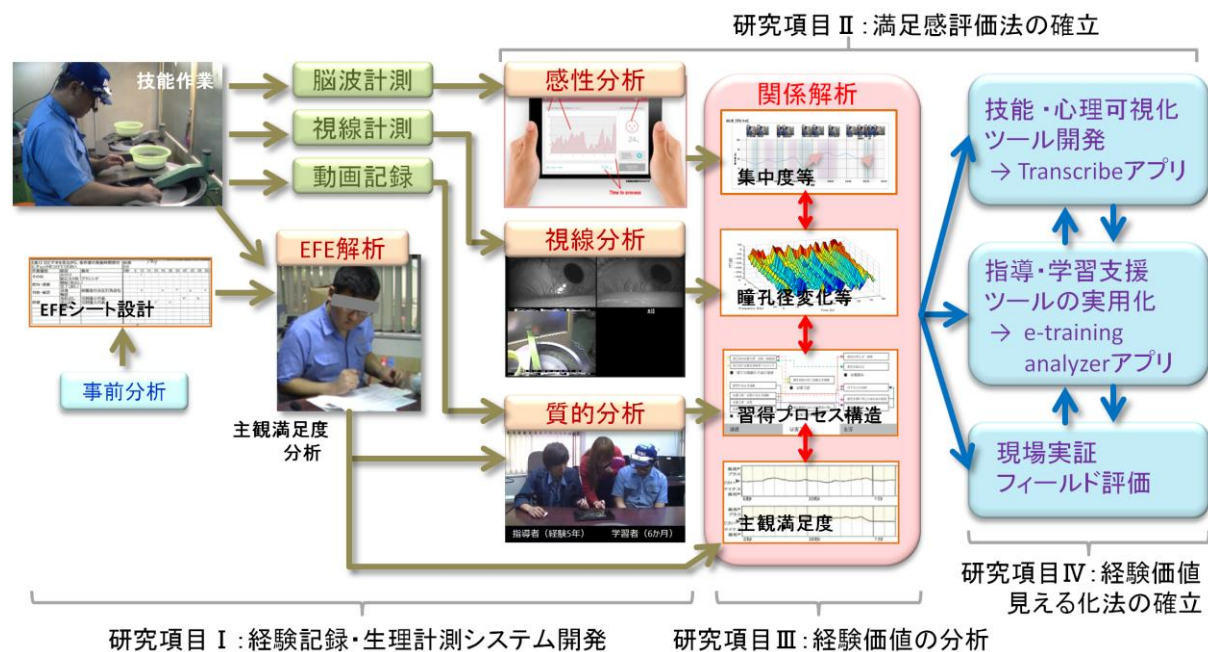 研究項目Ⅱ：満足感評価法の確立
技能作業
脳波計測
視線計測
動画記録
感性分析
Time to process
関係解析
集中度等
技能・心理可視化
ツール開発
→ Transcribeアプリ
EFE解析
視線分析
瞳孔径変化等
指導・学習支援
ツールの実用化
→ e-training
analyzerアプリ
EFEシート設計
事前分析
主観満足度
分析
質的分析
指導者（経験5年）
学習者（6か月）
・習得プロセス構造
主観満足度
現場実証
フィールド評価
研究項目Ⅳ：経験価値
見える化法の確立
研究項目Ⅰ：経験記録・生理計測システム開発
研究項目Ⅲ：経験価値の分析